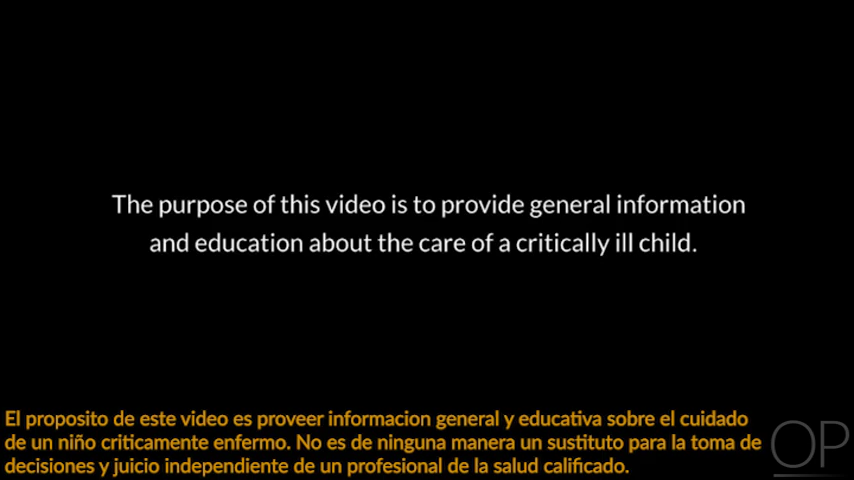 The purpose of this video is to provide general information
and education about the care of a critically ill child.
El proposito de este video es proveer informacion general y educativa sobre el cuidado
de un niño criticamente enfermo. No es de ninguna manera un sustituto para la toma de
decisiones y juicio independiente de un profesional de la salud calificado.
OP